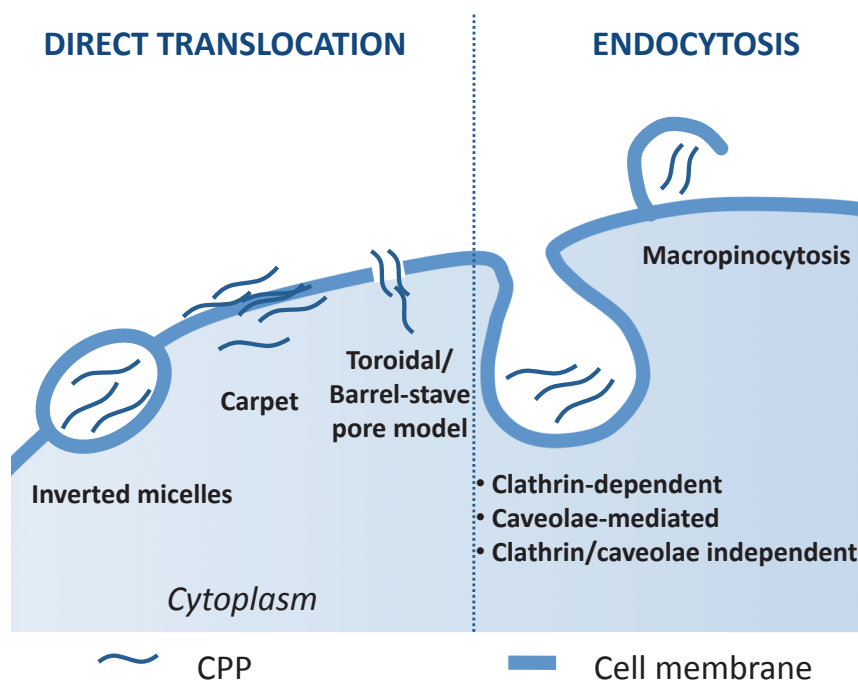 DIRECT TRANSLOCATION
ENDOCYTOSIS
Macropinocytosis
Toroidal/
Barrel-stave
pore model
Carpet
Inverted micelles
• Clathrin-dependent
• Caveolae-mediated
• Clathrin/caveolae independent
Cytoplasm
CPP
Cell membrane